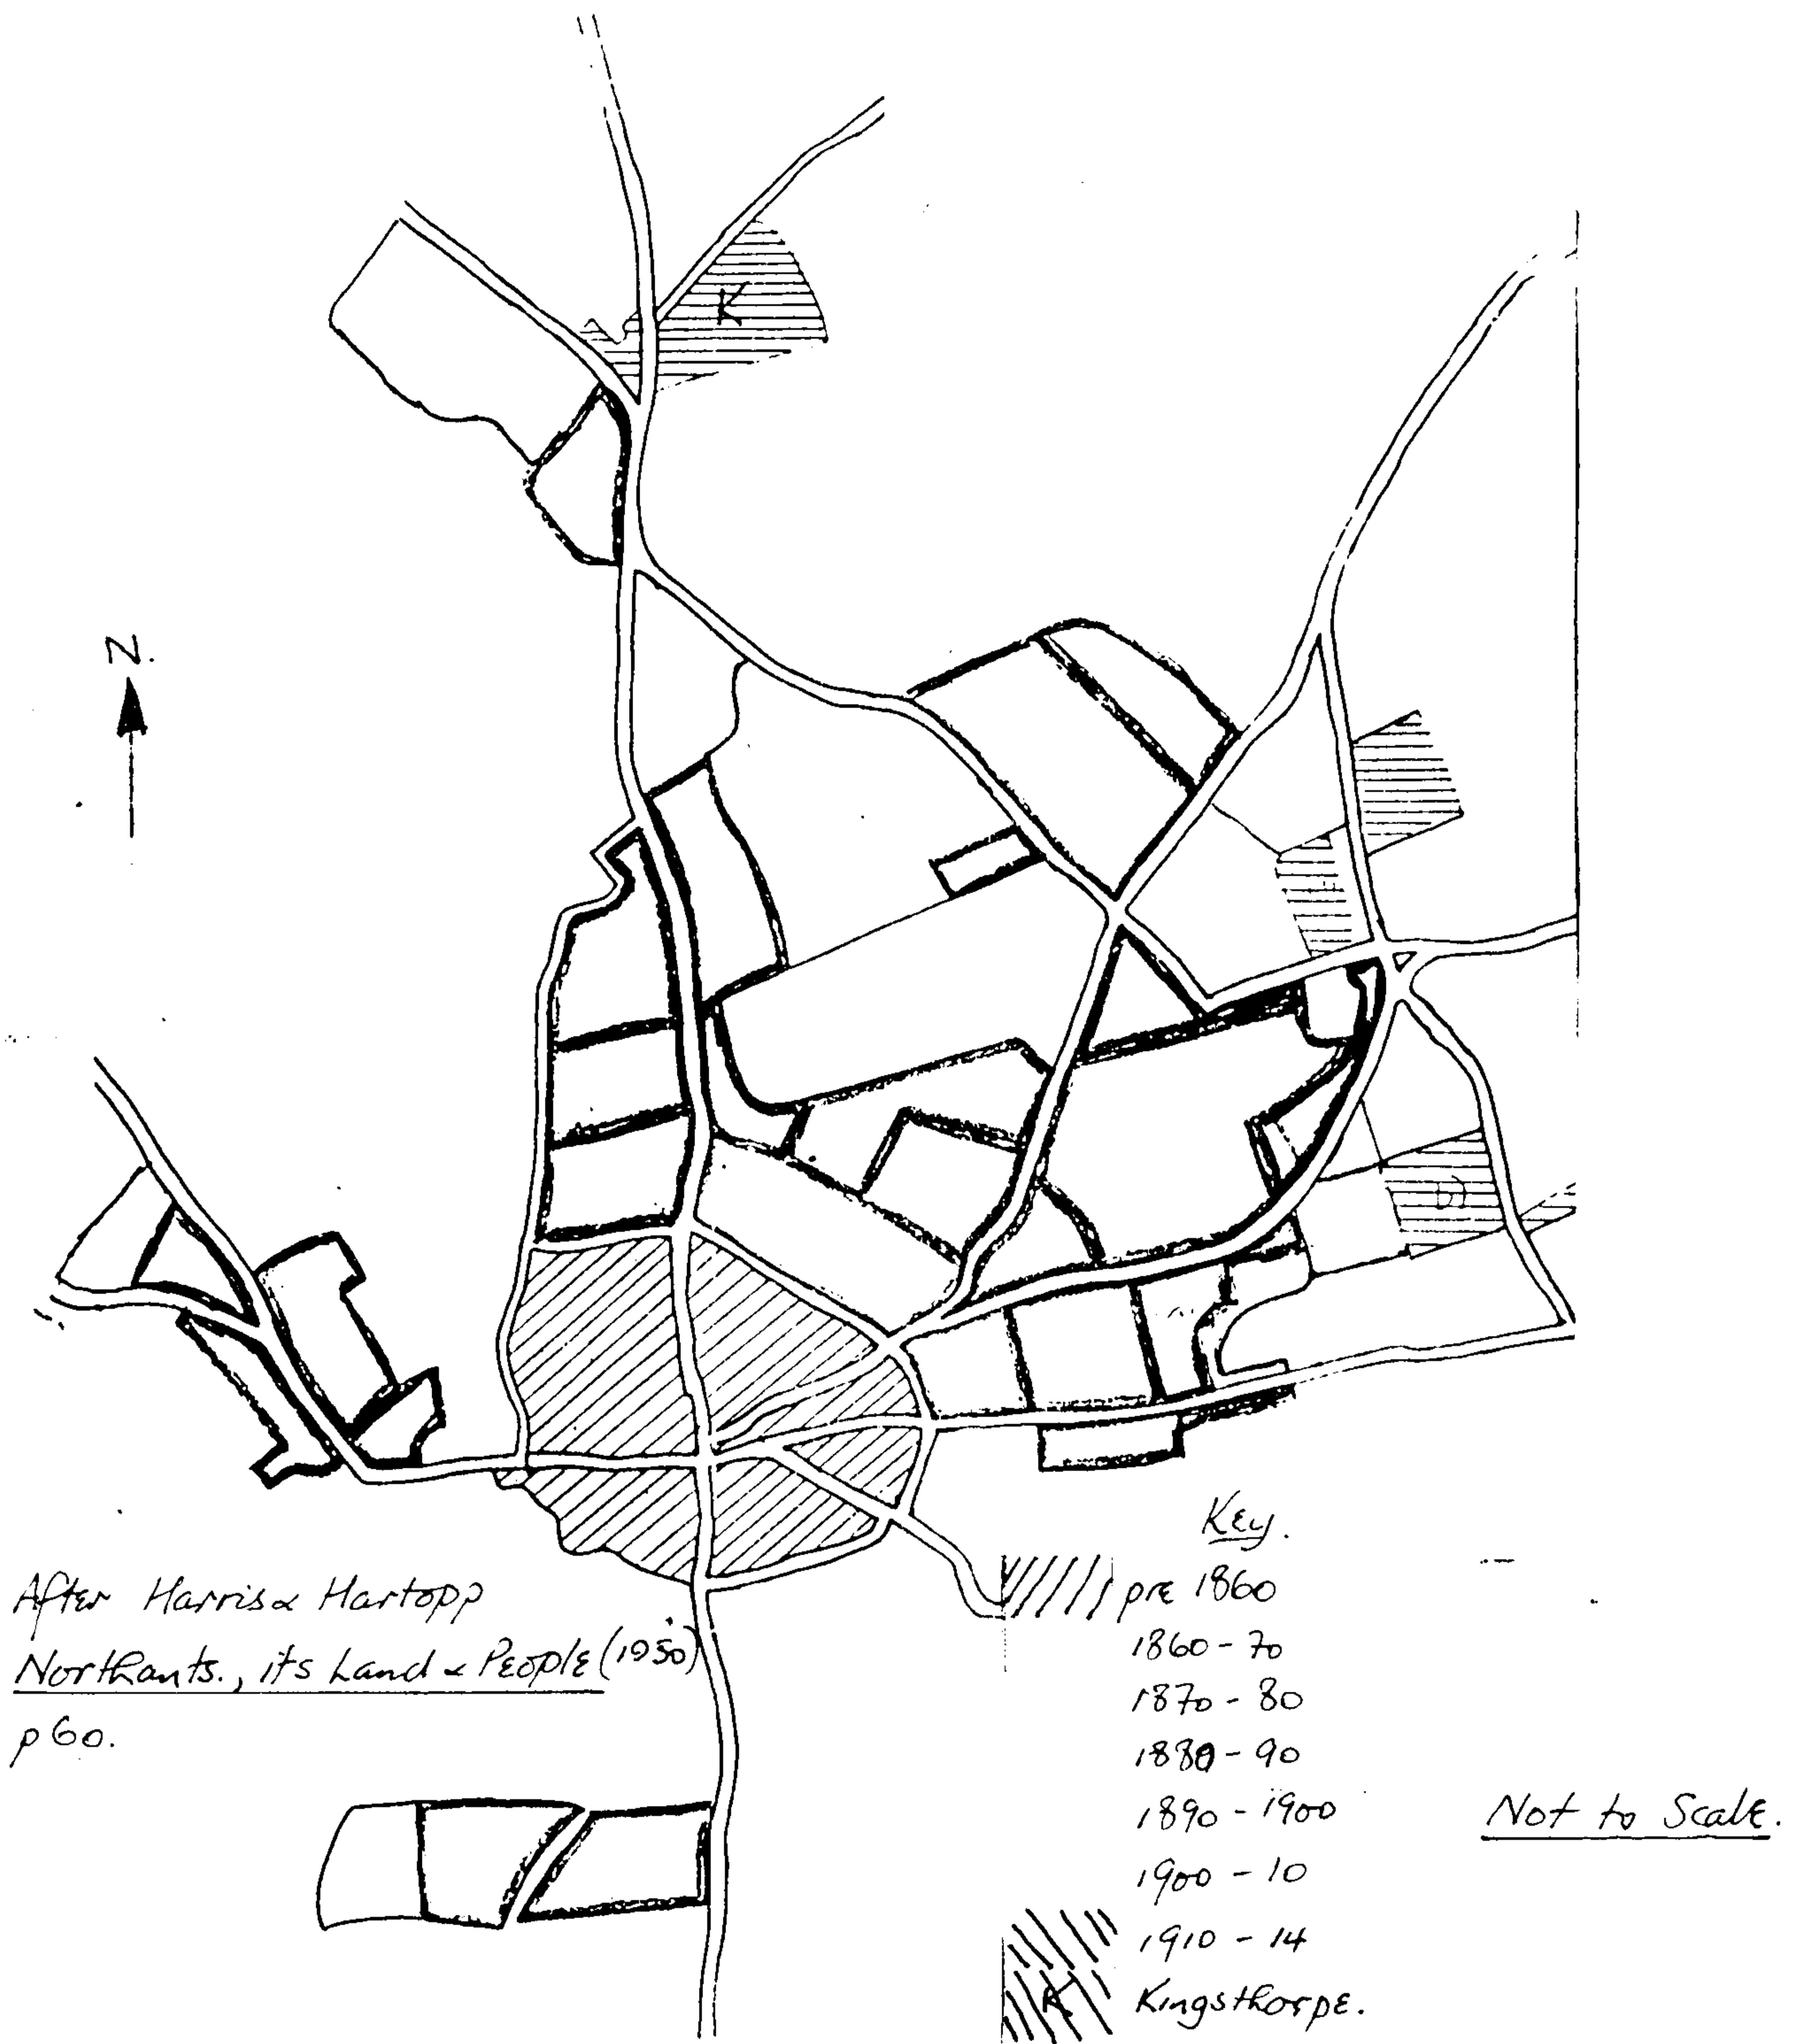 K
N.
Key.
pre 1860
1860 - 70
1870 - 80
1880 - 90
1890 - 1900
1900 - 10
1910 - 14
K Kingsthorpe.
After Harris & Hartopp
Northants., its Land & People (1950)
p 60.
Not to Scale.